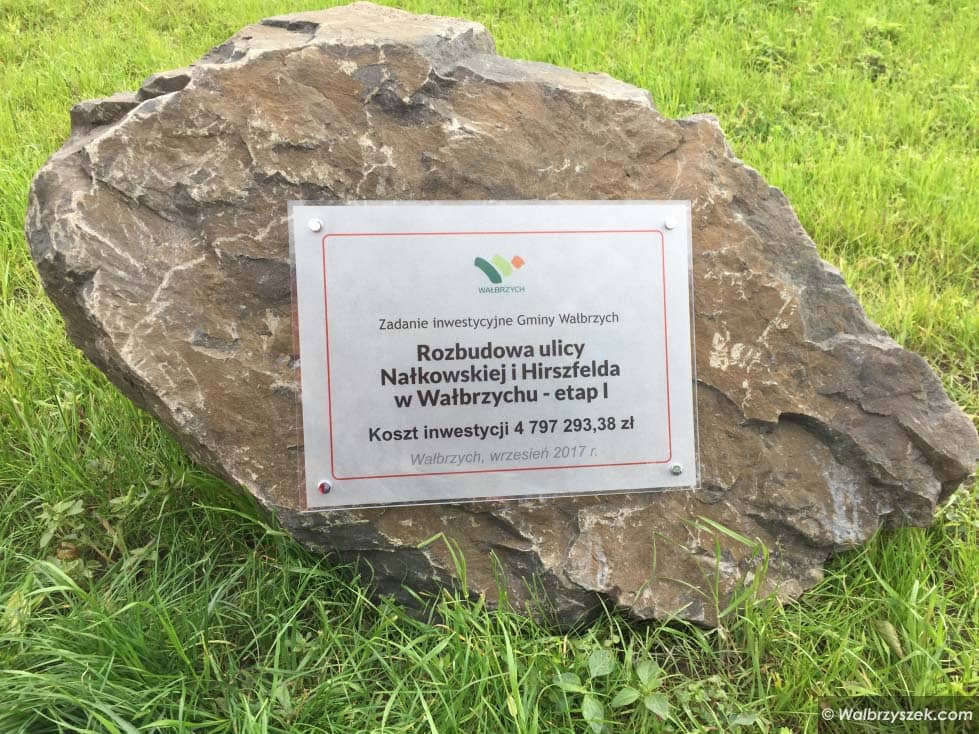 WAŁBRZYCH
Zadanie inwestycyjne Gminy Wałbrzych
Rozbudowa ulicy
Nałkowskiej i Hirszfelda
w Wałbrzychu - etap I
Koszt inwestycji 4 797 293,38 zł
Wałbrzych, wrzesień 2017 r.
© Walbrzyszek.com